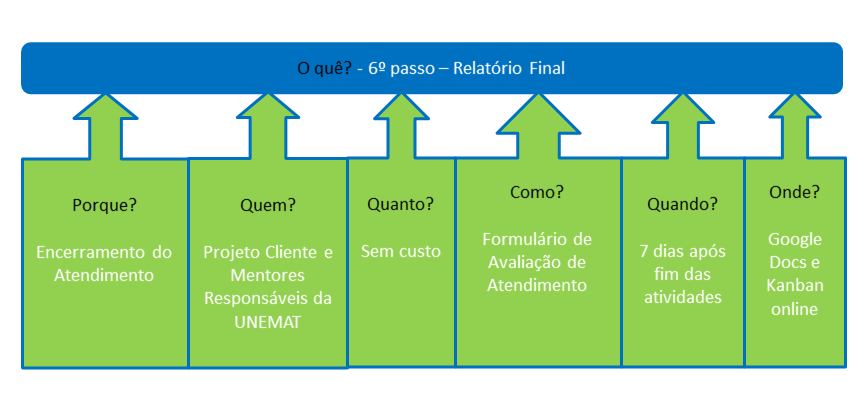 O quê? - 6º passo – Relatório Final
Porque?
Encerramento do
Atendimento
Quem?
Projeto Cliente e
Mentores
Responsáveis da
UNEMAT
Quanto?
Sem custo
Como?
Formulário de
Avaliação de
Atendimento
Quando?
7 dias após
fim das
atividades
Onde?
Google
Docs e
Kanban
online